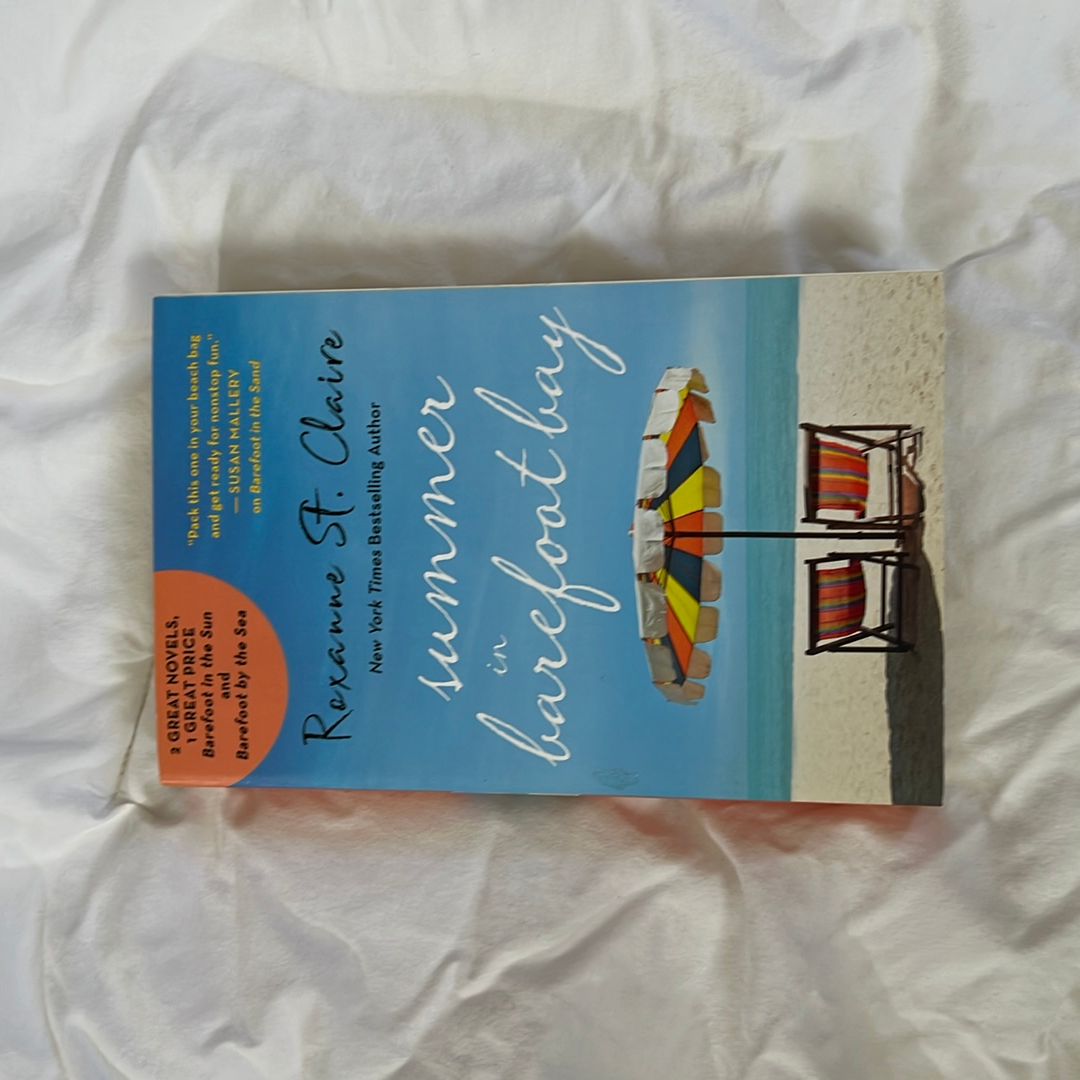 2 GREAT NOVELS,
1 GREAT PRICE
Barefoot in the Sun
and
Barefoot by the Sea
"Pack this one in your beach bag
and get ready for nonstop fun."
— SUSAN MALLERY
on Barefoot in the Sand
Roxanne St. Claire
New York Times Bestselling Author
summer
in
barefoot bay